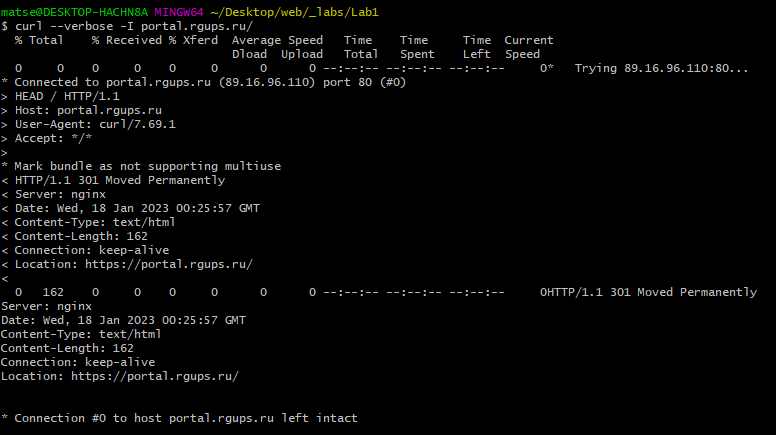 matse@DESKTOP-HACHN8A MINGW64 ~/Desktop/web/_labs/Lab1
$ curl --verbose -I portal.rgups.ru/
  % Total    % Received % Xferd  Average Speed   Time    Time     Time  Current
                                 Dload  Upload   Total   Spent    Left  Speed
  0     0    0     0    0     0      0      0 --:--:-- --:--:-- --:--:--     0*   Trying 89.16.96.110:80...
* Connected to portal.rgups.ru (89.16.96.110) port 80 (#0)
> HEAD / HTTP/1.1
> Host: portal.rgups.ru
> User-Agent: curl/7.69.1
> Accept: */*
>
* Mark bundle as not supporting multiuse
< HTTP/1.1 301 Moved Permanently
< Server: nginx
< Date: Wed, 18 Jan 2023 00:25:57 GMT
< Content-Type: text/html
< Content-Length: 162
< Connection: keep-alive
< Location: https://portal.rgups.ru/
<
  0   162    0     0    0     0      0      0 --:--:-- --:--:-- --:--:--     0HTTP/1.1 301 Moved Permanently
Server: nginx
Date: Wed, 18 Jan 2023 00:25:57 GMT
Content-Type: text/html
Content-Length: 162
Connection: keep-alive
Location: https://portal.rgups.ru/
* Connection #0 to host portal.rgups.ru left intact